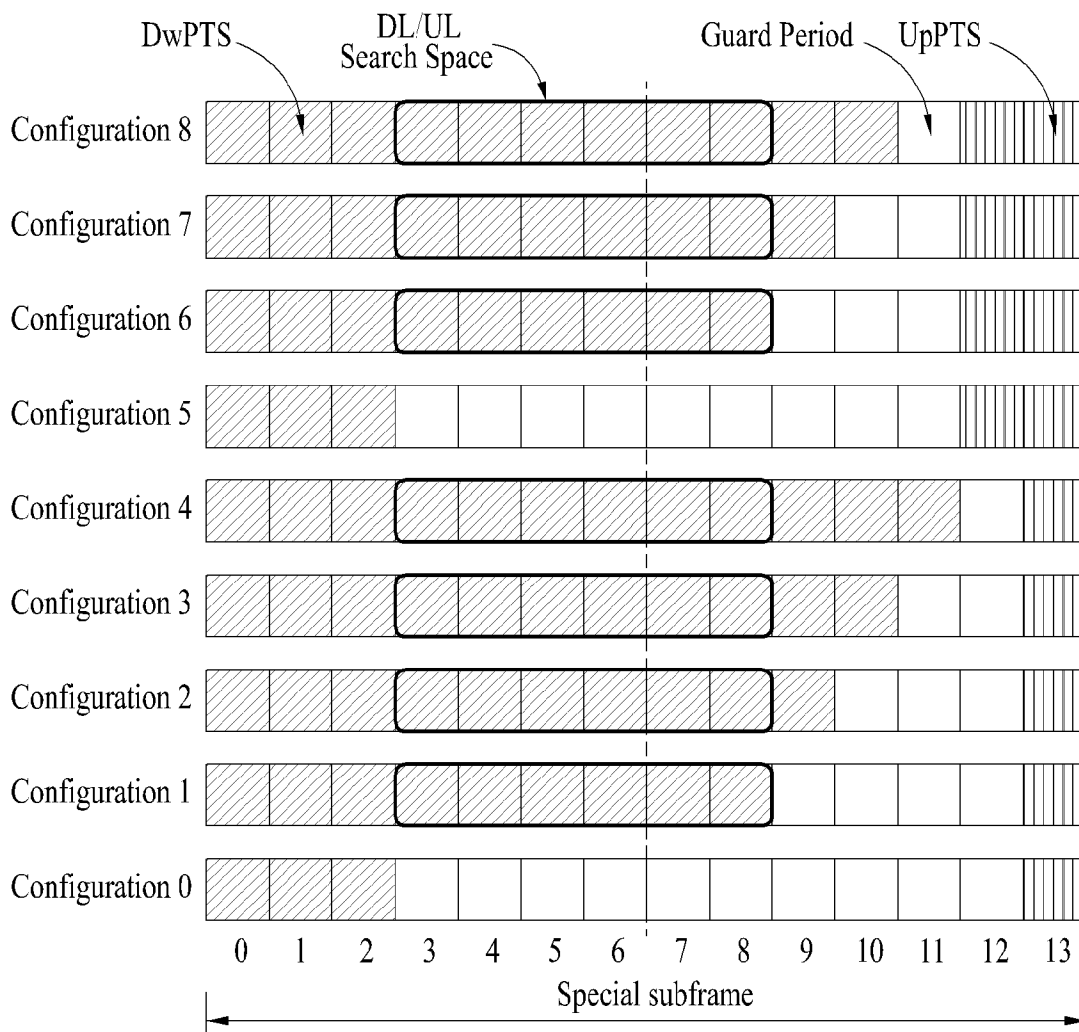 DwPTS
DL/UL
Search Space
Guard Period
UpPTS
Configuration 8
Configuration 7
Configuration 6
Configuration 5
Configuration 4
Configuration 3
Configuration 2
Configuration 1
Configuration 0
0 1 2 3 4 5 6 7 8 9 10 11 12 13
Special subframe